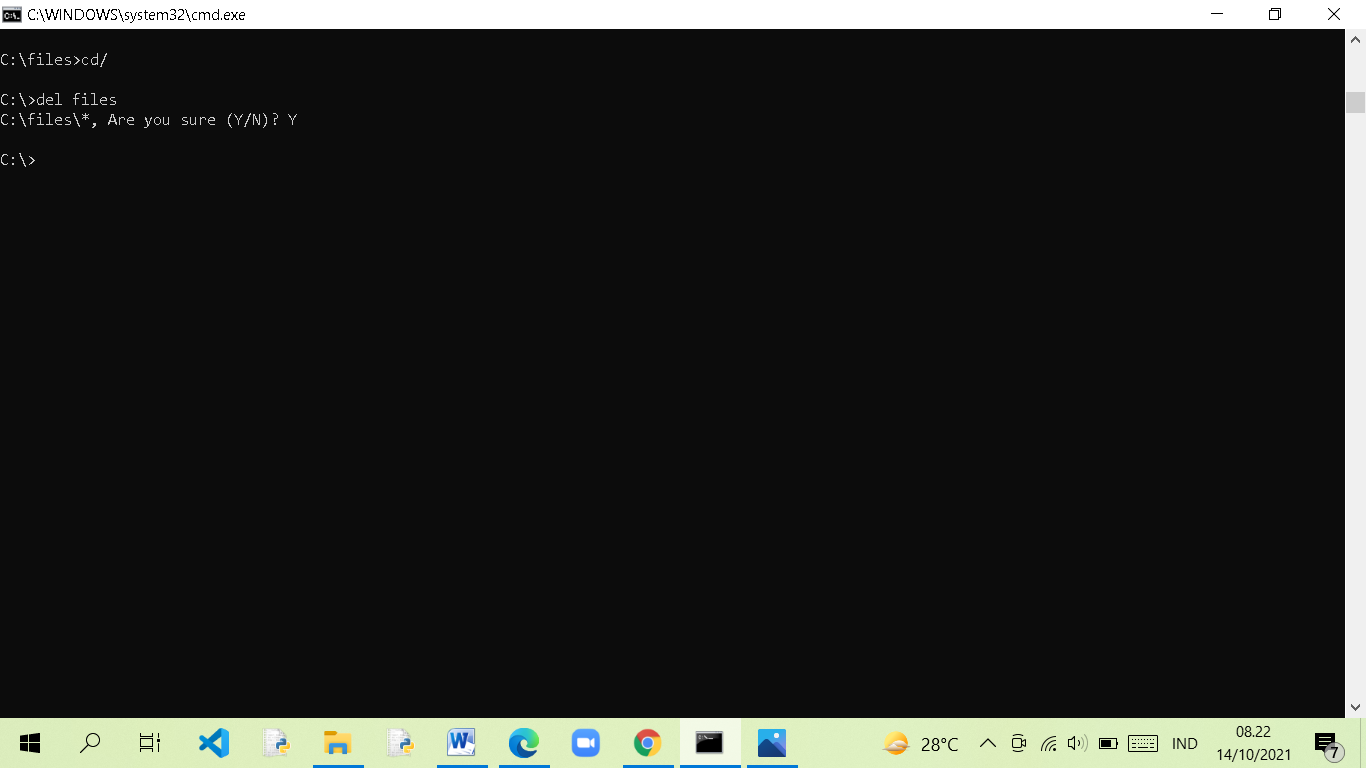 C:\WINDOWS\system32\cmd.exe
C:\files>cd/
C:\>del files
C:\files\*, Are you sure (Y/N)? Y
C:\>
28°C
IND
08.22
14/10/2021
7